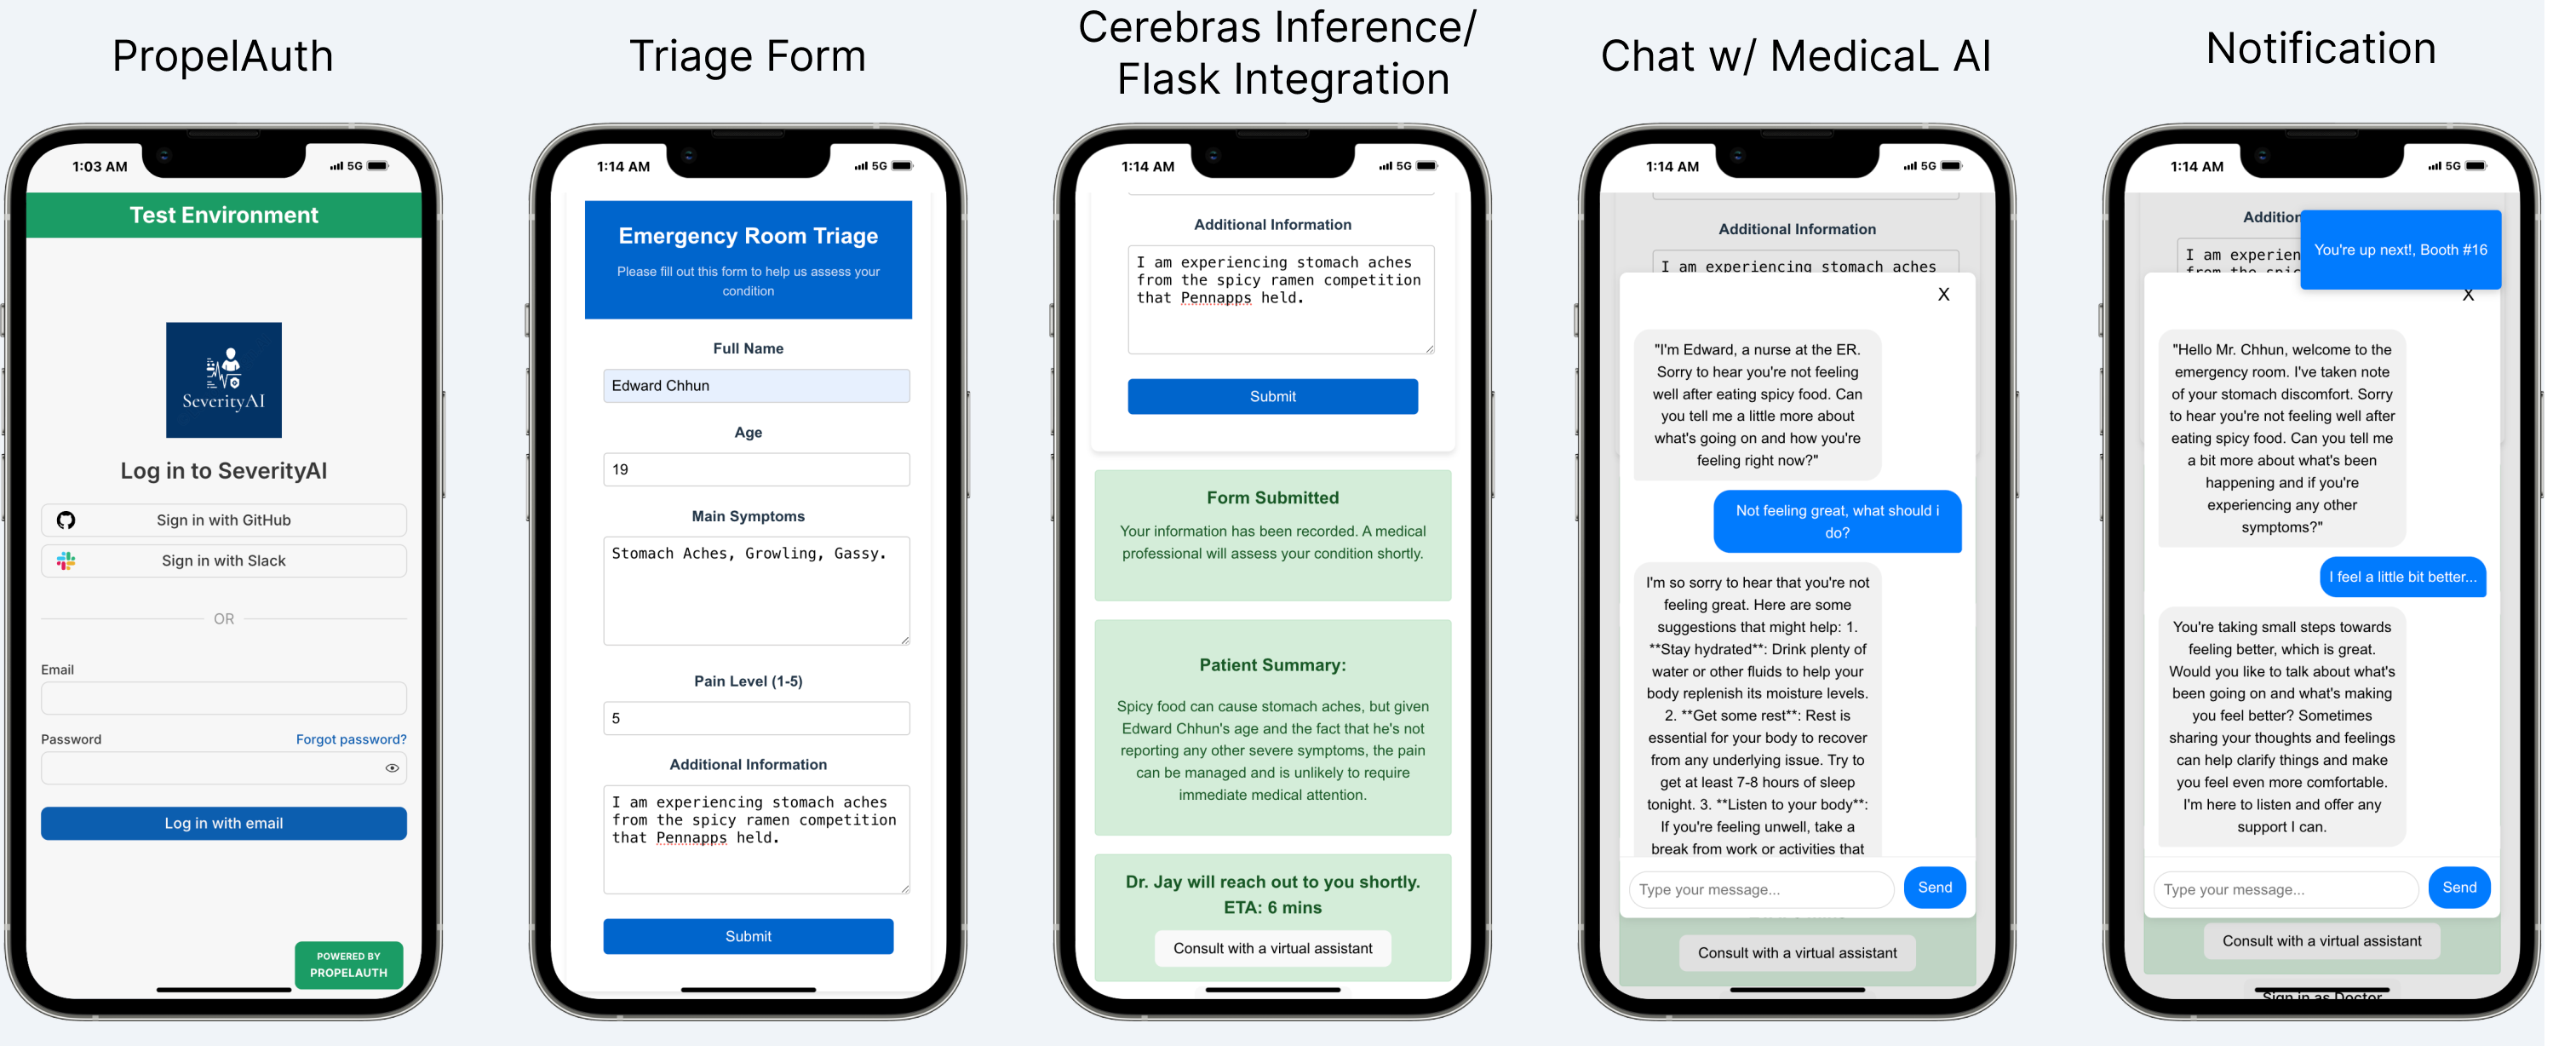 PropelAuth
1:03 AM
5G
Test Environment
SeverityAI
Log in to SeverityAI
Sign in with GitHub
Sign in with Slack
OR
Email
Password
Forgot password?
Log in with email
POWERED BY
PROPELAUTH
Triage Form
1:14 AM
5G
Emergency Room Triage
Please fill out this form to help us assess your
condition
Full Name
Edward Chhun
Age
19
Main Symptoms
Stomach Aches, Growling, Gassy.
Pain Level (1-5)
5
Additional Information
I am experiencing stomach aches
from the spicy ramen competition
that Pennapps held.
Submit
Cerebras Inference/
Flask Integration
1:14 AM
5G
Additional Information
I am experiencing stomach aches
from the spicy ramen competition
that Pennapps held.
Submit
Form Submitted
Your information has been recorded. A medical
professional will assess your condition shortly.
Patient Summary:
Spicy food can cause stomach aches, but given
Edward Chhun's age and the fact that he's not
reporting any other severe symptoms, the pain
can be managed and is unlikely to require
immediate medical attention.
Dr. Jay will reach out to you shortly.
ETA: 6 mins
Consult with a virtual assistant
Chat w/ MedicaL AI
1:14 AM
5G
Additional Information
I am experiencing stomach aches
X
"I'm Edward, a nurse at the ER.
Sorry to hear you're not feeling
well after eating spicy food. Can
you tell me a little more about
what's going on and how you're
feeling right now?"
Not feeling great, what should i
do?
I'm so sorry to hear that you're not
feeling great. Here are some
suggestions that might help: 1.
**Stay hydrated**: Drink plenty of
water or other fluids to help your
body replenish its moisture levels.
2. **Get some rest**: Rest is
essential for your body to recover
from any underlying issue. Try to
get at least 7-8 hours of sleep
tonight. 3. **Listen to your body**:
If you're feeling unwell, take a
break from work or activities that
Type your message...
Send
Consult with a virtual assistant
Notification
1:14 AM
5G
Addition
You're up next!, Booth #16
I am experien
from the spic
X
"Hello Mr. Chhun, welcome to the
emergency room. I've taken note
of your stomach discomfort. Sorry
to hear you're not feeling well after
eating spicy food. Can you tell me
a bit more about what's been
happening and if you're
experiencing any other
symptoms?"
I feel a little bit better...
You're taking small steps towards
feeling better, which is great.
Would you like to talk about what's
been going on and what's making
you feel better? Sometimes
sharing your thoughts and feelings
can help clarify things and make
you feel even more comfortable.
I'm here to listen and offer any
support I can.
Type your message...
Send
Consult with a virtual assistant
Sign in as Doctor